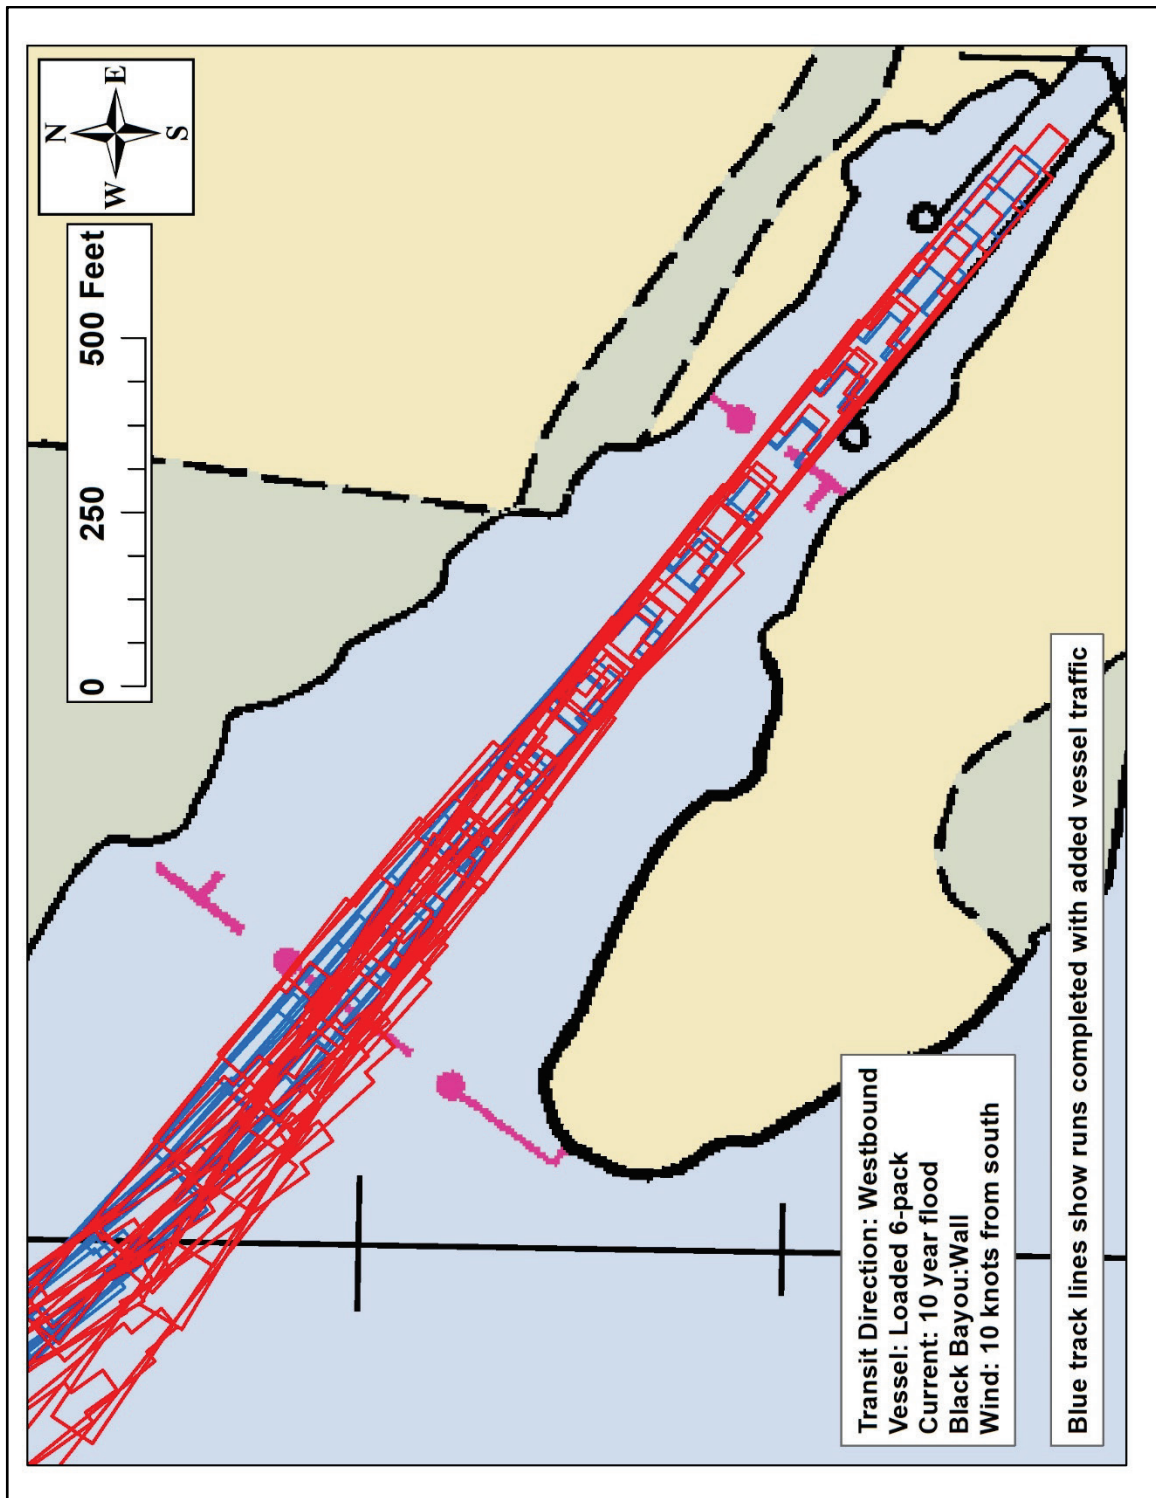 N
W E
S
0 250 500 Feet
Transit Direction: Westbound
Vessel: Loaded 6-pack
Current: 10 year flood
Black Bayou:Wall
Wind: 10 knots from south
Blue track lines show runs completed with added vessel traffic